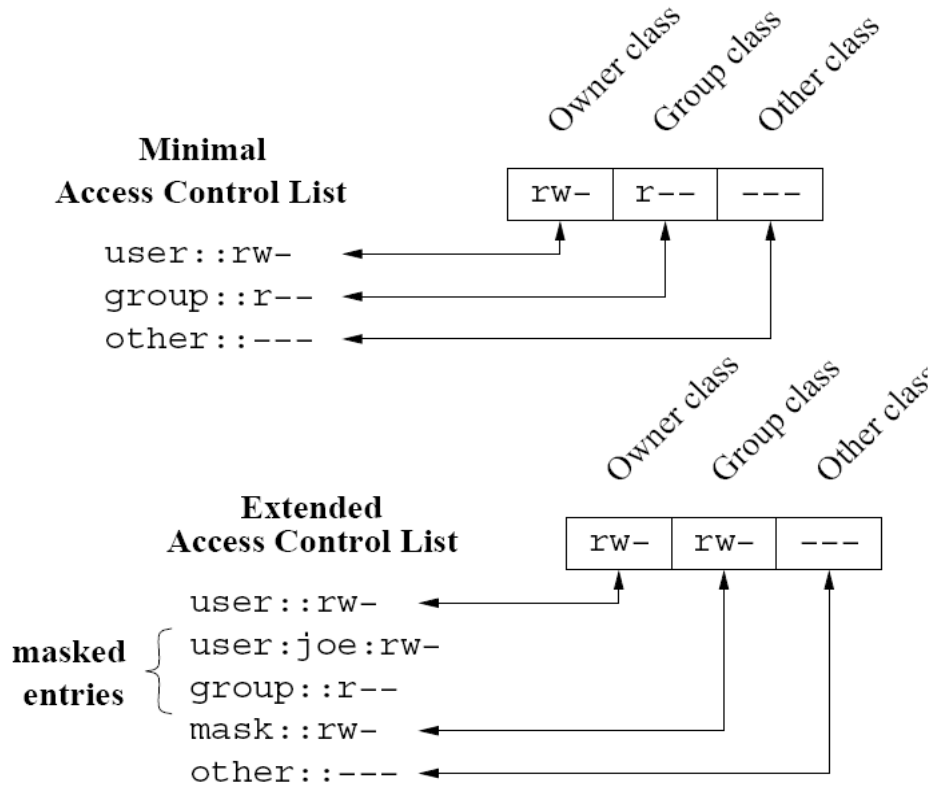 Owner class
Group class
Other class
Minimal
Access Control List
rw- r-- ---
user::rw-
group::r--
other::---
Owner class
Group class
Other class
Extended
Access Control List
rw- rw- ---
user::rw-
masked
entries
user:joe:rw-
group::r--
mask::rw-
other::---